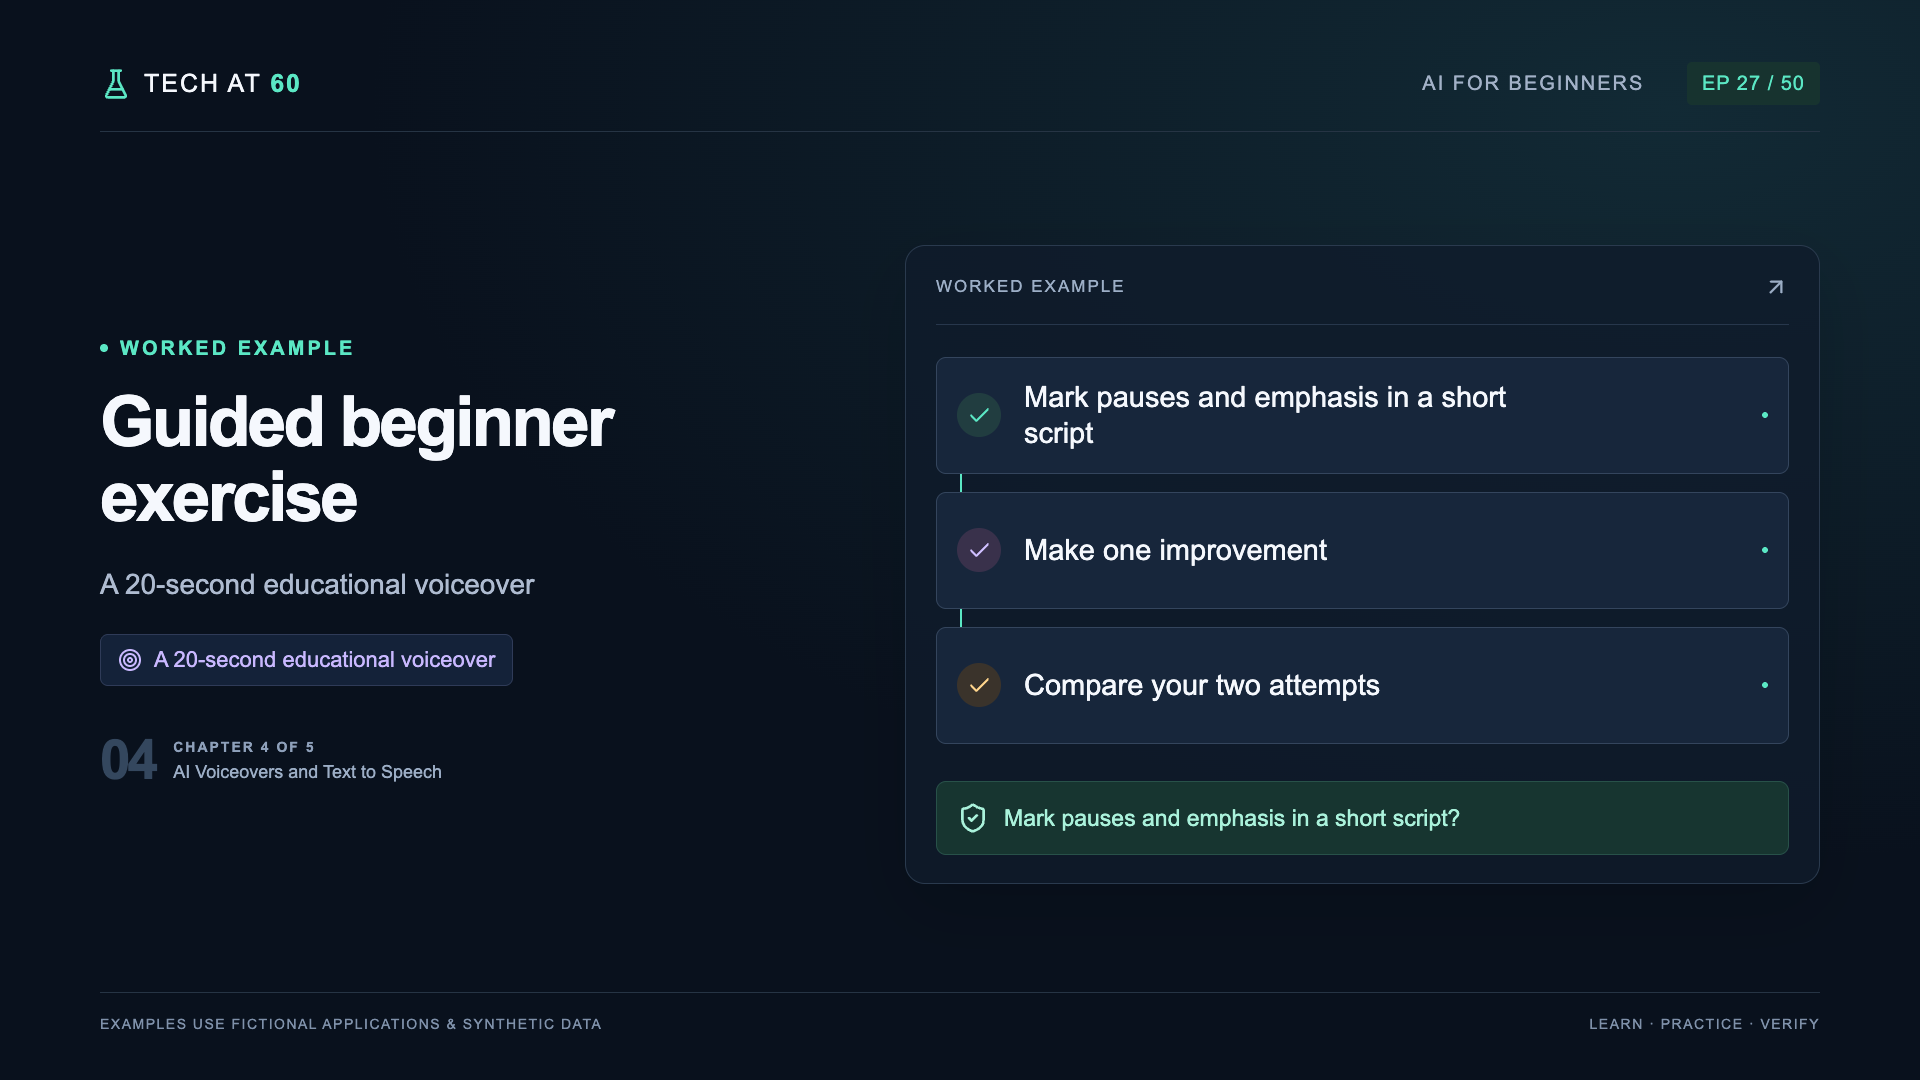 TECH AT 60
AI FOR BEGINNERS
EP 27 / 50
WORKED EXAMPLE
Guided beginner
exercise
A 20-second educational voiceover
A 20-second educational voiceover
04
CHAPTER 4 OF 5
AI Voiceovers and Text to Speech
WORKED EXAMPLE
Mark pauses and emphasis in a short
script
Make one improvement
Compare your two attempts
Mark pauses and emphasis in a short script?
EXAMPLES USE FICTIONAL APPLICATIONS & SYNTHETIC DATA
LEARN · PRACTICE · VERIFY